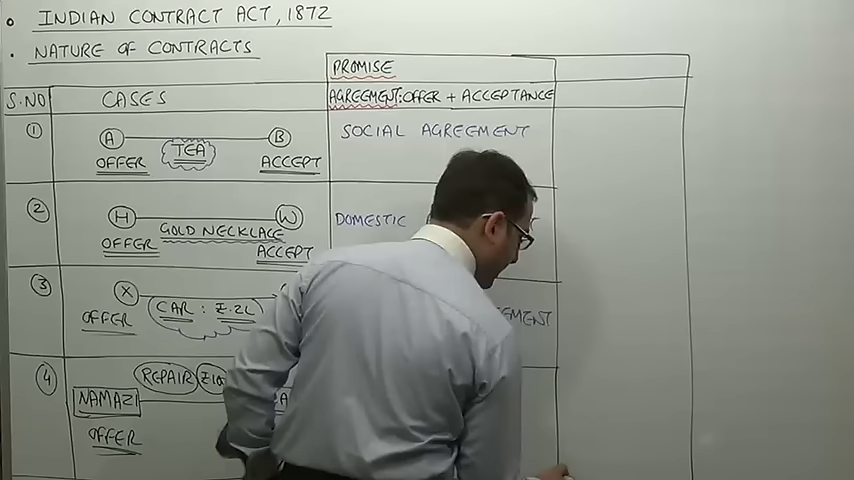 INDIAN CONTRACT ACT, 1872
NATURE OF CONTRACTS
PROMISE
S.NO CASES AGREEMENT: OFFER + ACCEPTANCE
1 A B SOCIAL AGREEMENT
OFFER TEA ACCEPT
2 H W DOMESTIC
OFFER GOLD NECKLACE ACCEPT
3 X
OFFER CAR : ₹.2L
4 REPAIR
NAMAZI
OFFER